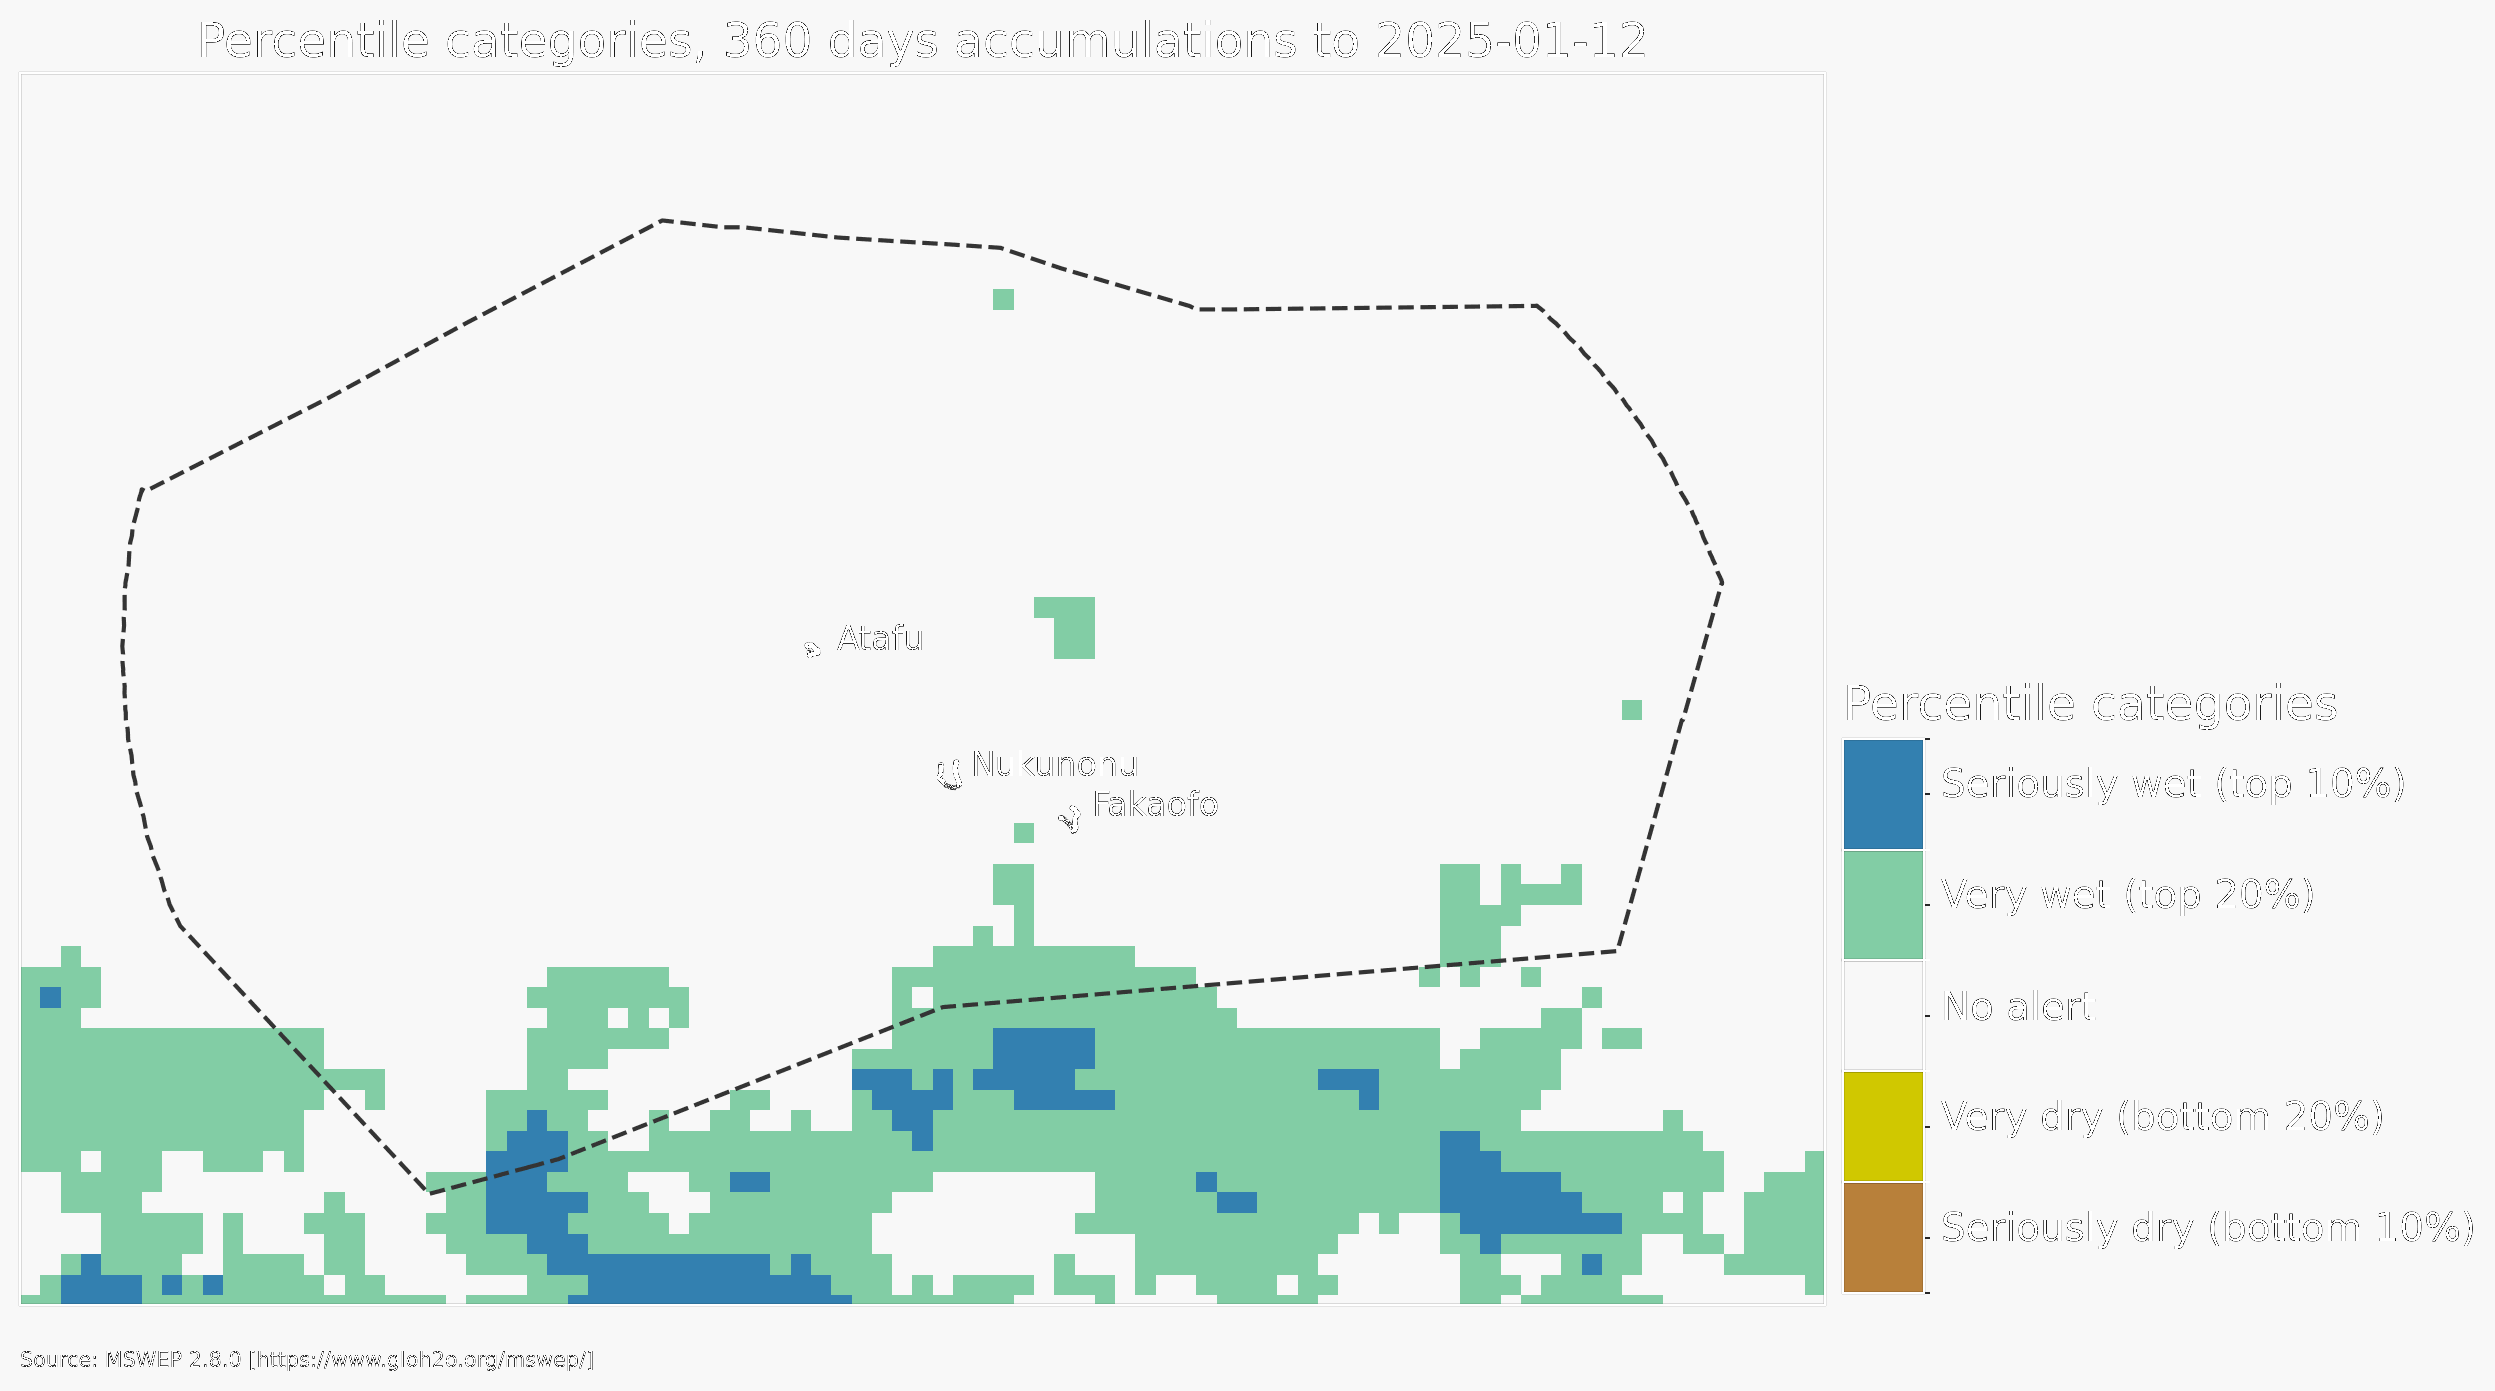 Percentile categories, 360 days accumulations to 2025-01-12
Atafu
Nukunonu
Fakaofo
Percentile categories
Seriously wet (top 10%)
Very wet (top 20%)
No alert
Very dry (bottom 20%)
Seriously dry (bottom 10%)
Source: MSWEP 2.8.0 [https://www.gloh2o.org/mswep/]